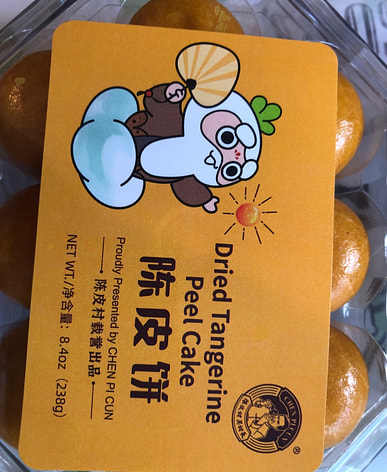 Dried Tangerine
Peel Cake
陈皮饼
Proudly Presented by CHEN PI CUN
陈皮村载誉出品
NET WT./净含量: 8.4oz (238g)
CHEN PI CUN
®